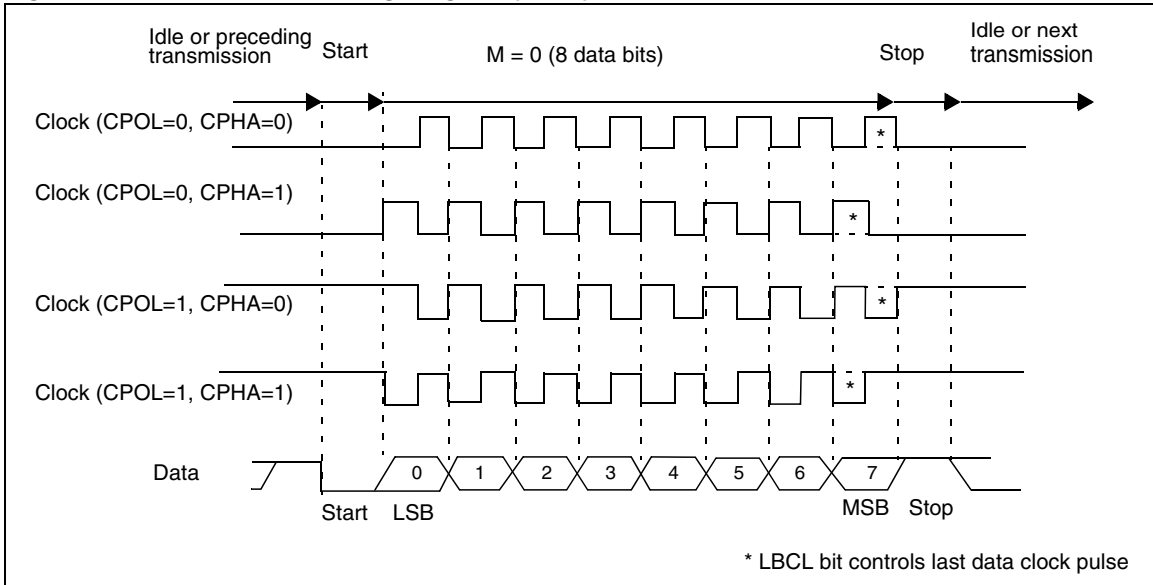 Idle or preceding
transmission
Start
M = 0 (8 data bits)
Stop
Idle or next
transmission
Clock (CPOL=0, CPHA=0)
*
Clock (CPOL=0, CPHA=1)
*
Clock (CPOL=1, CPHA=0)
*
Clock (CPOL=1, CPHA=1)
*
Data
0 1 2 3 4 5 6 7
Start LSB MSB Stop
* LBCL bit controls last data clock pulse